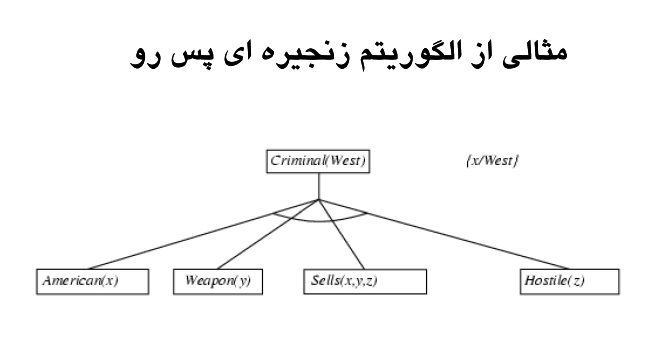 مثالی از الگوریتم زنجیره ای پس رو
Criminal(West) {x/West}
American(x) Weapon(y) Sells(x,y,z) Hostile(z)